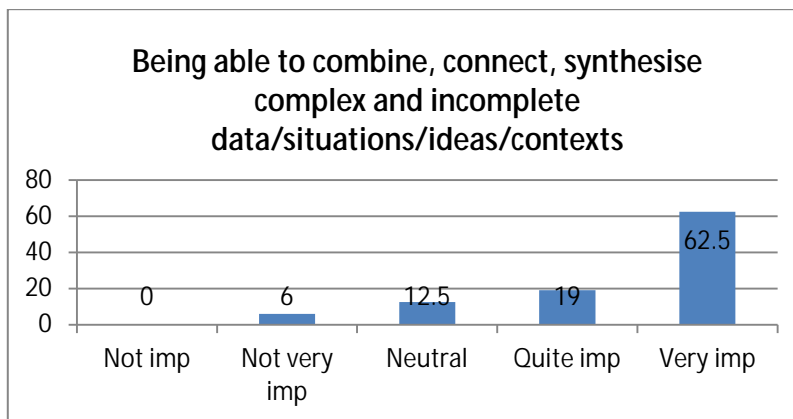 Being able to combine, connect, synthesise
complex and incomplete
data/situations/ideas/contexts
80
60
40
20
0
0
6
12.5
19
62.5
Not imp
Not very
imp
Neutral
Quite imp
Very imp